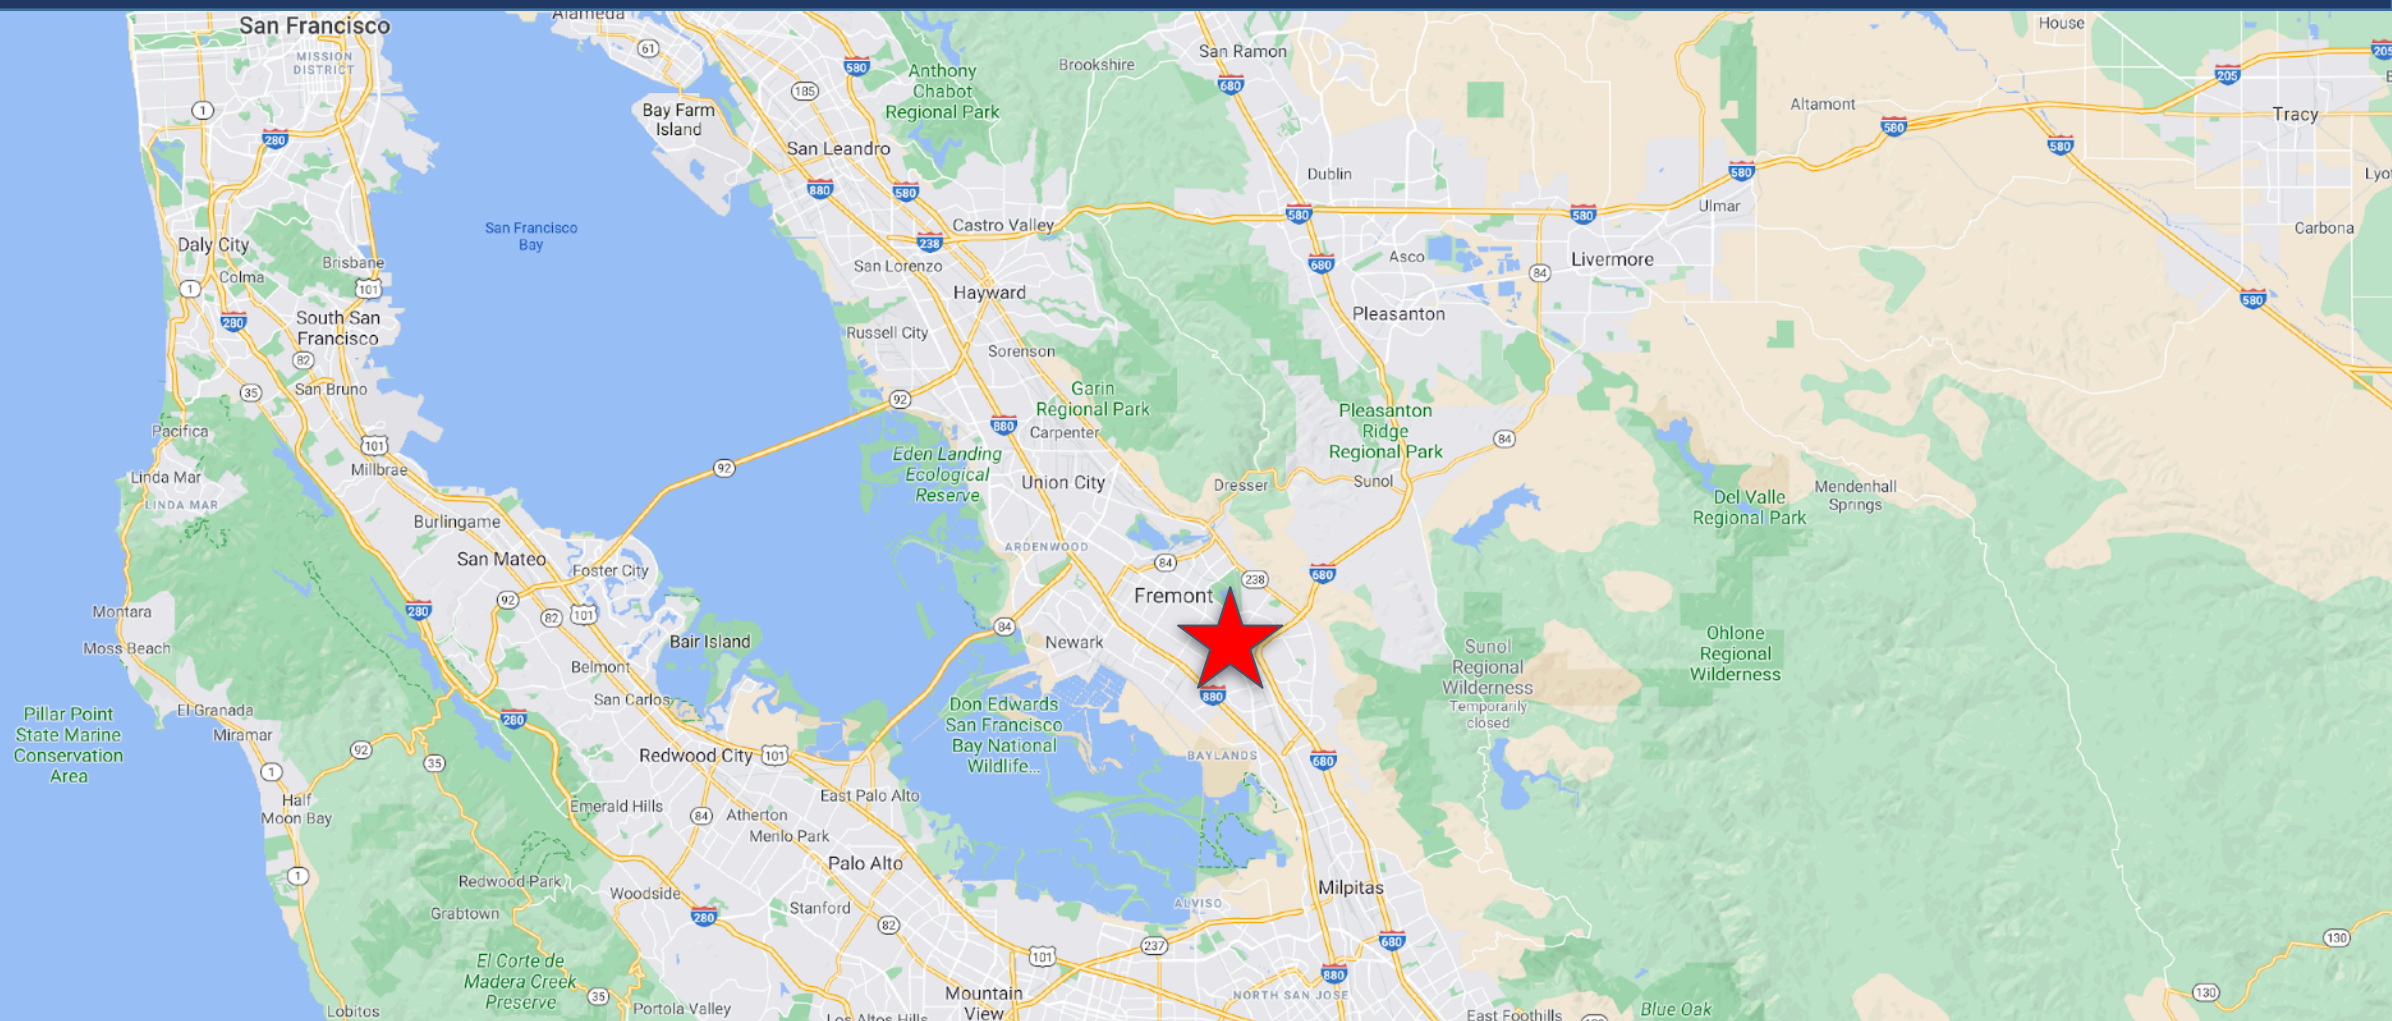 San Francisco
MISSION
DISTRICT
Alameda
61
580
185
Anthony
Chabot
Regional Park
Brookshire
San Ramon
680
House
205
205
Tracy
Altamont
580
580
1
280
Bay Farm
Island
San Leandro
880
580
Dublin
580
580
580
Ulmar
Carbona
San Francisco
Bay
Castro Valley
238
San Lorenzo
Daly City
Colma
Brisbane
101
1
280
South San
Francisco
82
San Bruno
35
Hayward
Russell City
Sorenson
680
Asco
Livermore
84
Pleasanton
580
92
Garin
Regional Park
Carpenter
880
Pleasanton
Ridge
Regional Park
84
Pacifica
101
Millbrae
Linda Mar
LINDA MAR
92
Eden Landing
Ecological
Reserve
Union City
Dresser
Sunol
Del Valle
Regional Park
Mendenhall
Springs
Burlingame
San Mateo
Foster City
ARDENWOOD
84
238
680
Fremont
Montara
280
92
82
101
Moss Beach
Bair Island
84
Newark
Belmont
San Carlos
880
Sunol
Regional
Wilderness
Temporarily
closed
Ohlone
Regional
Wilderness
Pillar Point
State Marine
Conservation
Area
El Granada
Miramar
280
Don Edwards
San Francisco
Bay National
Wildlife...
92
35
1
Redwood City
101
BAYLANDS
680
Half
Moon Bay
Emerald Hills
East Palo Alto
84
Atherton
Menlo Park
Palo Alto
1
Redwood Park
Woodside
Grabtown
280
Stanford
82
ALVISO
Milpitas
237
101
680
880
130
130
El Corte de
Madera Creek
Preserve
35
Portola Valley
Lobitos
Los Altos Hills
Mountain
View
NORTH SAN JOSE
East Foothills
Blue Oak